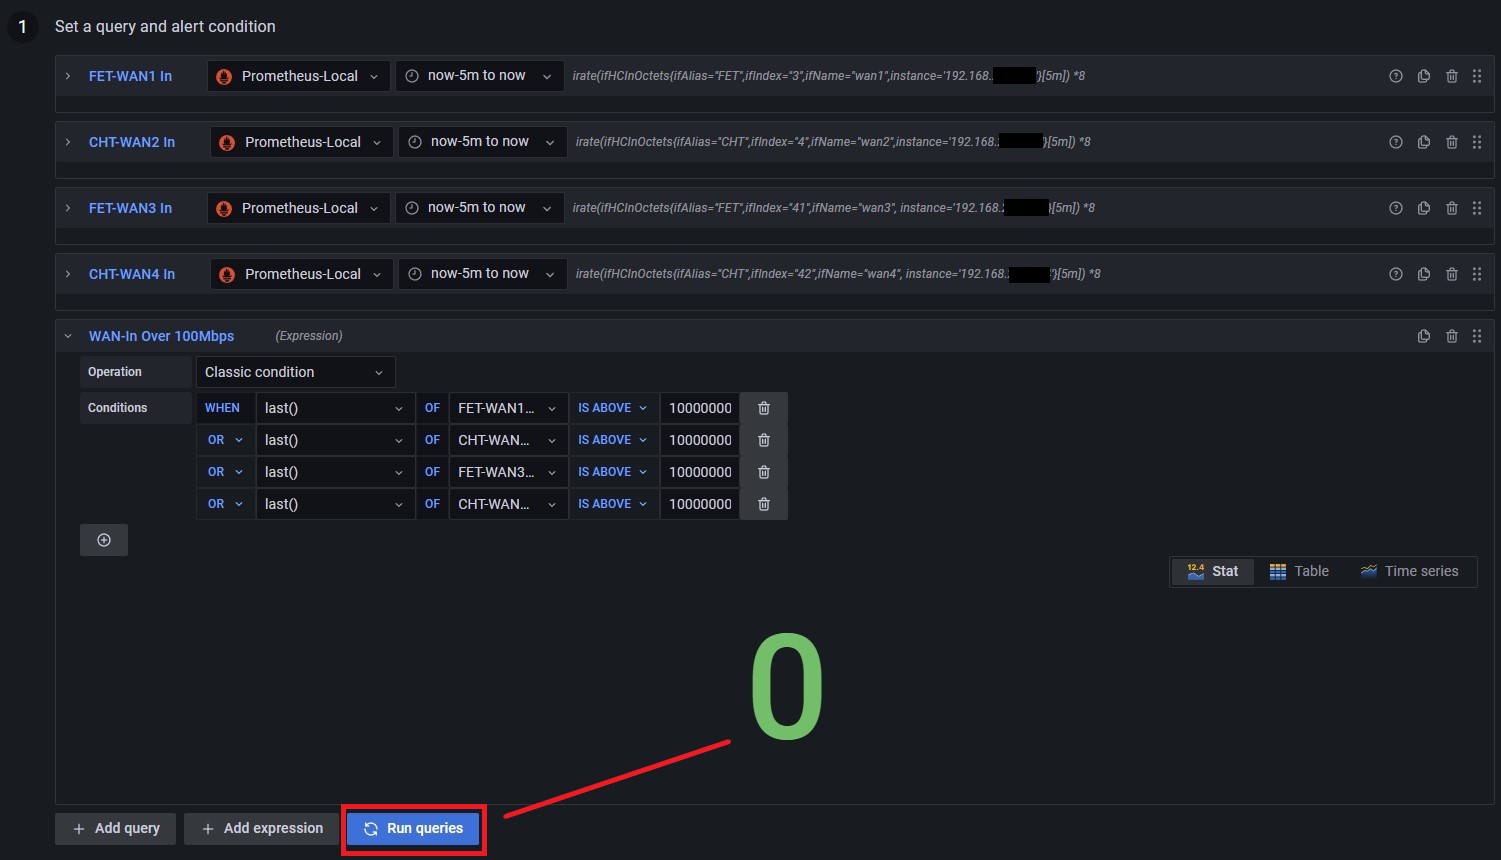 1 Set a query and alert condition
FET-WAN1 In Prometheus-Local now-5m to now irate(ifHCInOctets{ifAlias="FET",ifIndex="3",ifName="wan1",instance='192.168. '}[5m]) *8
CHT-WAN2 In Prometheus-Local now-5m to now irate(ifHCInOctets{ifAlias="CHT",ifIndex="4",ifName="wan2",instance='192.168. '}[5m]) *8
FET-WAN3 In Prometheus-Local now-5m to now irate(ifHCInOctets{ifAlias="FET",ifIndex="41",ifName="wan3", instance='192.168. }[5m]) *8
CHT-WAN4 In Prometheus-Local now-5m to now irate(ifHCInOctets{ifAlias="CHT",ifIndex="42",ifName="wan4", instance='192.168. '}[5m]) *8
WAN-In Over 100Mbps (Expression)
Operation Classic condition
Conditions WHEN last() OF FET-WAN1... IS ABOVE 10000000
OR last() OF CHT-WAN... IS ABOVE 10000000
OR last() OF FET-WAN3... IS ABOVE 10000000
OR last() OF CHT-WAN... IS ABOVE 10000000
12.4 Stat Table Time series
0
+ Add query + Add expression Run queries